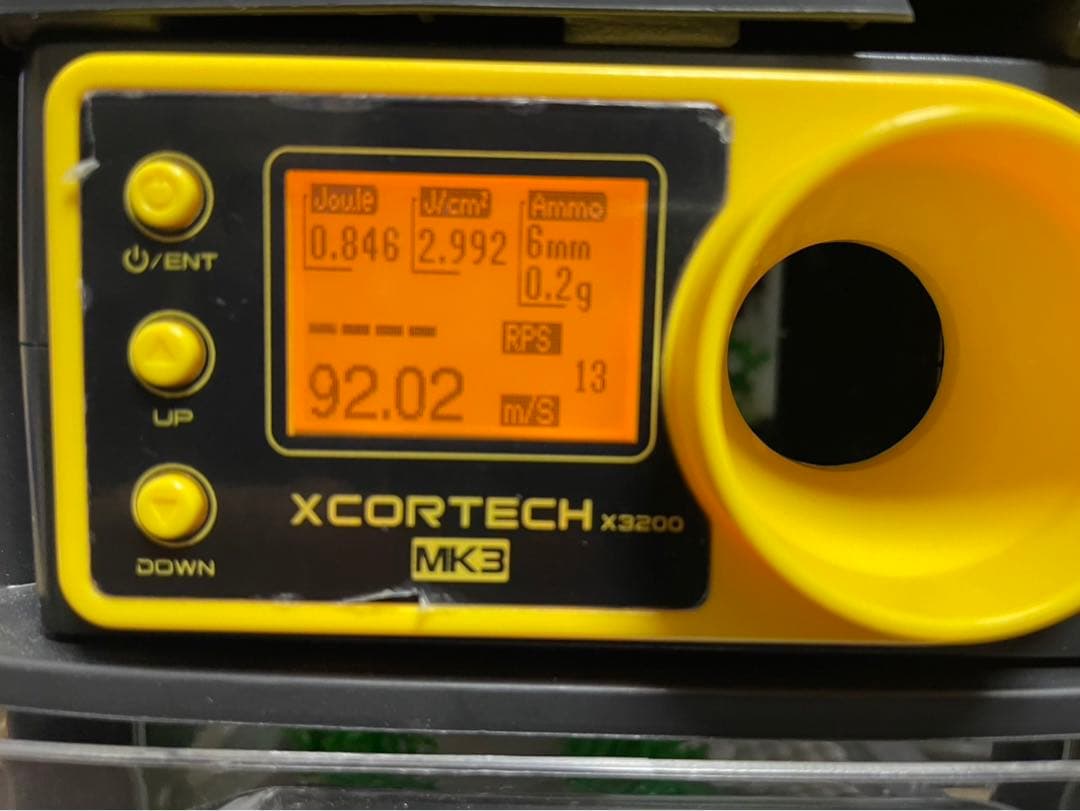 Joule J/cm² Ammo
0.846 2.992 6mm
0.2g
---- RPS
13
92.02 m/S
⏻/ENT
UP
DOWN
XCORTECH X3200
MK3